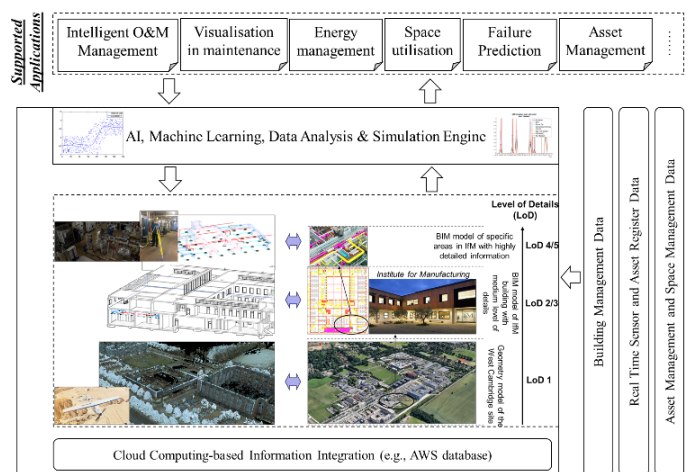 Supported
Applications
Intelligent O&M
Management
Visualisation
in maintenance
Energy
management
Space
utilisation
Failure
Prediction
Asset
Management
......
AI, Machine Learning, Data Analysis & Simulation Engine
Level of Details
(LoD)
BIM model of specific
areas in IfM with highly
detailed information
LoD 4/5
Institute for Manufacturing
BIM model of IfM
building with
medium level of
details
LoD 2/3
Geometry model of the
West Cambridge site
LoD 1
Cloud Computing-based Information Integration (e.g., AWS database)
Building Management Data
Real Time Sensor and Asset Register Data
Asset Management and Space Management Data